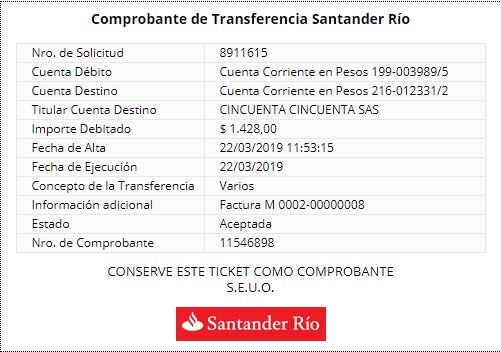 Comprobante de Transferencia Santander Río
Nro. de Solicitud 8911615
Cuenta Débito Cuenta Corriente en Pesos 199-003989/5
Cuenta Destino Cuenta Corriente en Pesos 216-012331/2
Titular Cuenta Destino CINCUENTA CINCUENTA SAS
Importe Debitado $ 1.428,00
Fecha de Alta 22/03/2019 11:53:15
Fecha de Ejecución 22/03/2019
Concepto de la Transferencia Varios
Información adicional Factura M 0002-00000008
Estado Aceptada
Nro. de Comprobante 11546898
CONSERVE ESTE TICKET COMO COMPROBANTE
S.E.U.O.
Santander Río